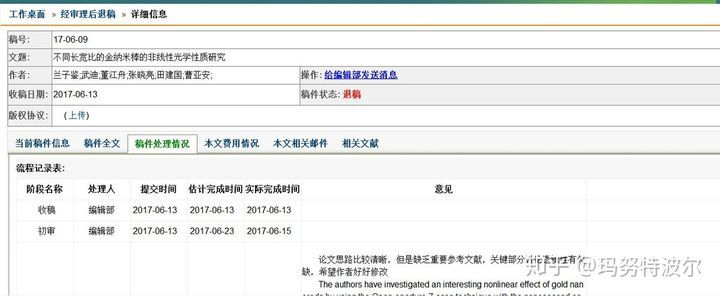 工作桌面 » 经审理后退稿 » 详细信息
稿号: 17-06-09
文题: 不同长宽比的金纳米棒的非线性光学性质研究
作者: 兰子鉴;武迪;董江舟;张晓亮;田建国;曹亚安; 操作: 给编辑部发送消息
收稿日期: 2017-06-13 稿件状态: 退稿
版权协议: (上传)
当前稿件信息 稿件全文 稿件处理情况 本文费用情况 本文相关邮件 相关文献
流程记录表:
阶段名称 处理人 提交时间 估计完成时间 实际完成时间 意见
收稿 编辑部 2017-06-13 2017-06-13 2017-06-13
初审 编辑部 2017-06-13 2017-06-23 2017-06-15
论文思路比较清晰，但是缺乏重要参考文献，关键部分
缺，希望作者好好修改
The authors have investigated an interesting nonlinear effect of gold nan
知乎 @玛努特波尔